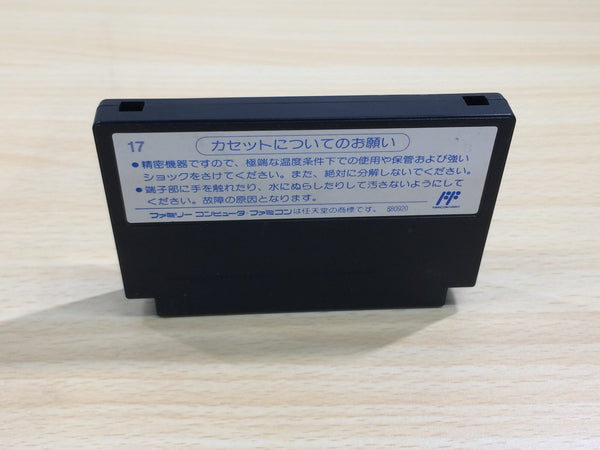 17
カセットについてのお願い
●精密機器ですので、極端な温度条件下での使用や保管および強い
ショックをさけてください。また、絶対に分解しないでください。
●端子部に手を触れたり、水にぬらしたりして汚さないようにして
ください。故障の原因となります。
ファミリー コンピュータ・ファミコンは任天堂の商標です。 580920